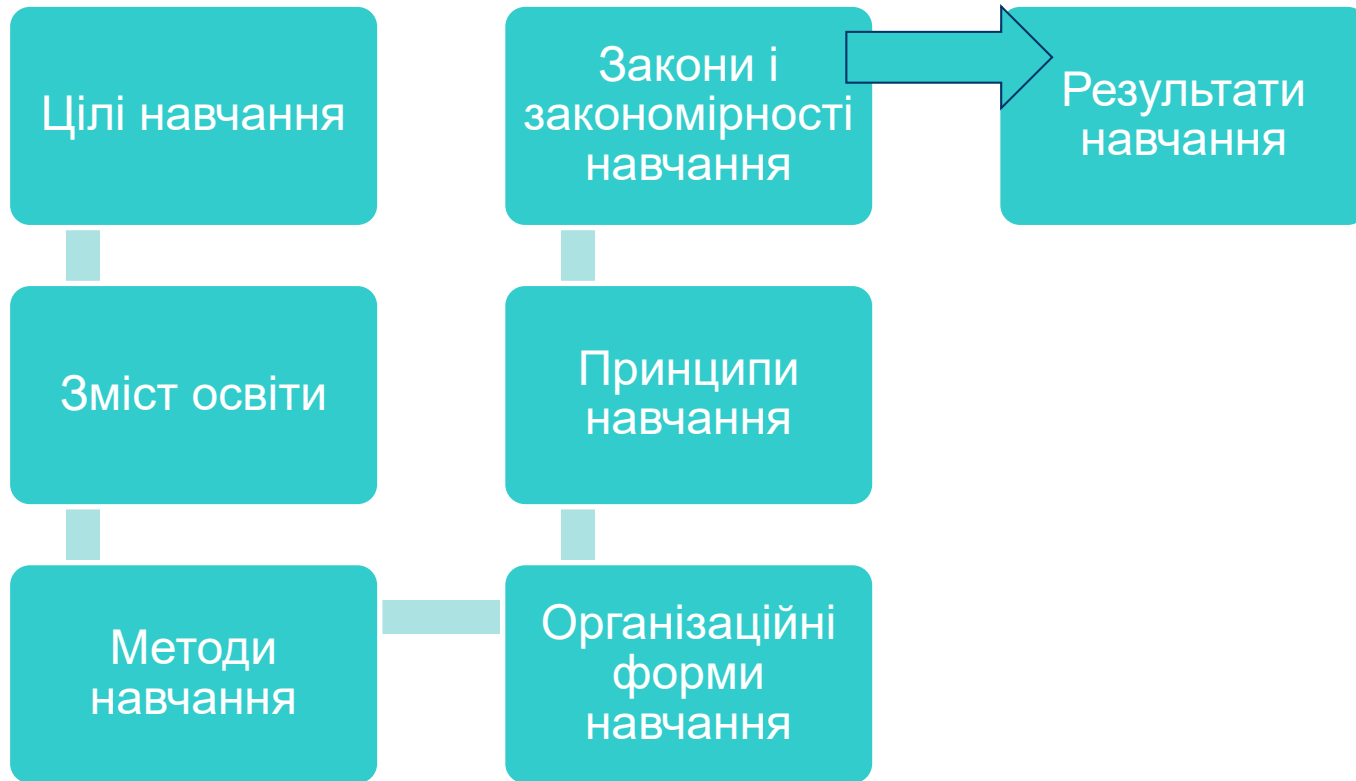 Цілі навчання
Зміст освіти
Методи
навчання
Організаційні
форми
навчання
Принципи
навчання
Закони і
закономірності
навчання
Результати
навчання